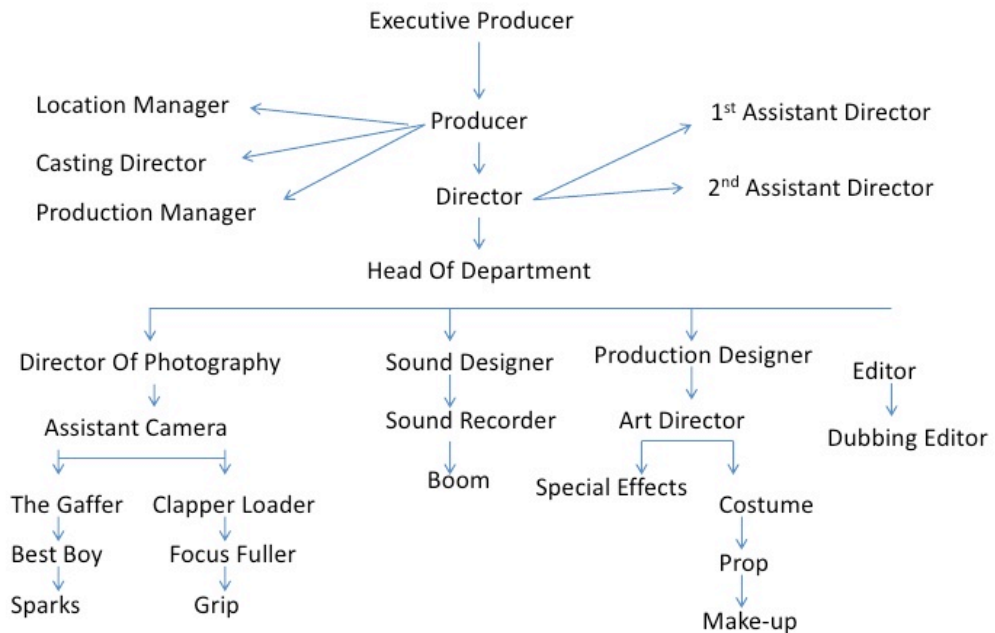 Executive Producer
Location Manager
Producer
1st Assistant Director
Casting Director
Director
2nd Assistant Director
Production Manager
Head Of Department
Director Of Photography
Sound Designer
Production Designer
Editor
Assistant Camera
Sound Recorder
Art Director
Dubbing Editor
Boom
Special Effects
The Gaffer
Clapper Loader
Costume
Best Boy
Focus Fuller
Prop
Sparks
Grip
Make-up